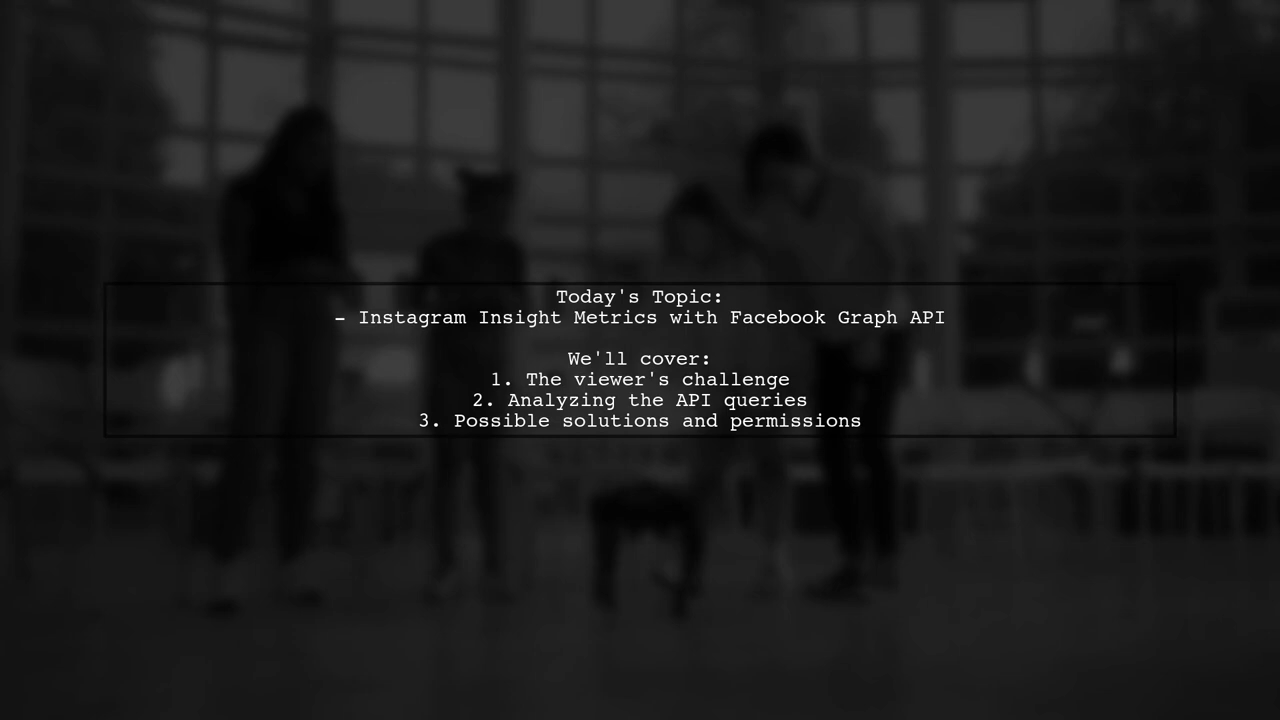 Today's Topic:
- Instagram Insight Metrics with Facebook Graph API
We'll cover:
1. The viewer's challenge
2. Analyzing the API queries
3. Possible solutions and permissions